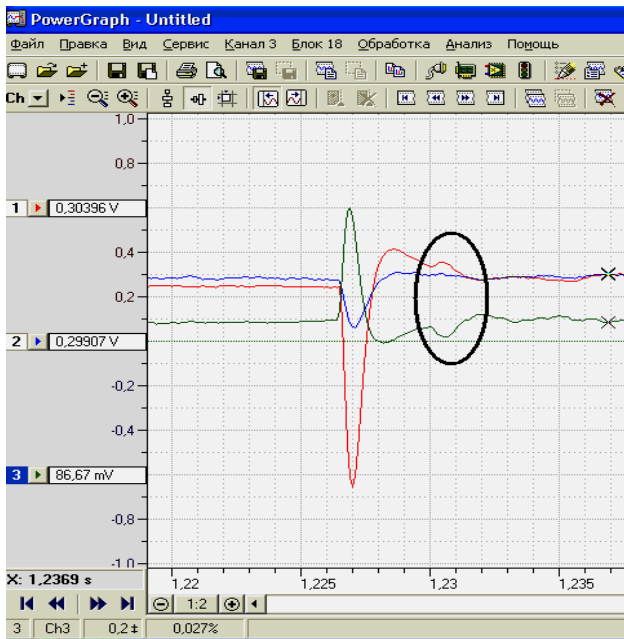 PowerGraph - Untitled
Файл Правка Вид Сервис Канал 3 Блок 18 Обработка Анализ Помощь
Ch
1,0
0,8
1 0,30396 V
0,4
0,2
2 0,29907 V
-0,2
-0,4
3 86,67 mV
-0,8
-1,0
X: 1,2369 s
1,22 1,225 1,23 1,235
1:2
3 Ch3 0,2± 0,027%